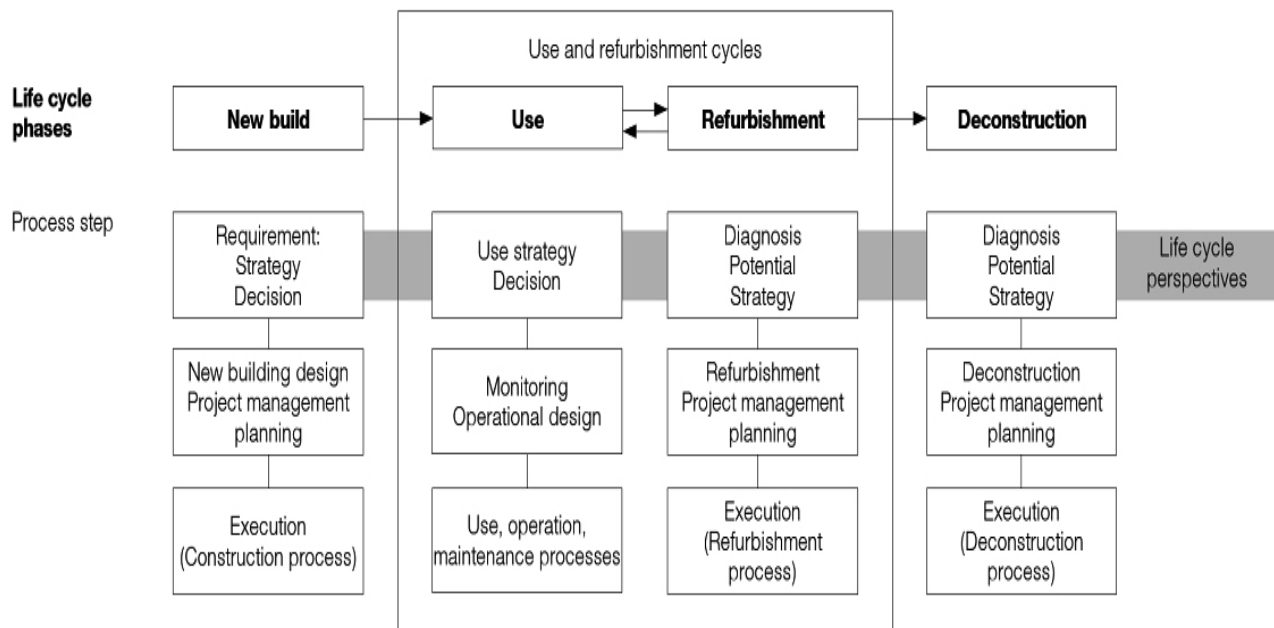 Use and refurbishment cycles
Life cycle
phases
New build
Use
Refurbishment
Deconstruction
Process step
Requirement:
Strategy
Decision
Use strategy
Decision
Diagnosis
Potential
Strategy
Diagnosis
Potential
Strategy
Life cycle
perspectives
New building design
Project management
planning
Monitoring
Operational design
Refurbishment
Project management
planning
Deconstruction
Project management
planning
Execution
(Construction process)
Use, operation,
maintenance processes
Execution
(Refurbishment
process)
Execution
(Deconstruction
process)